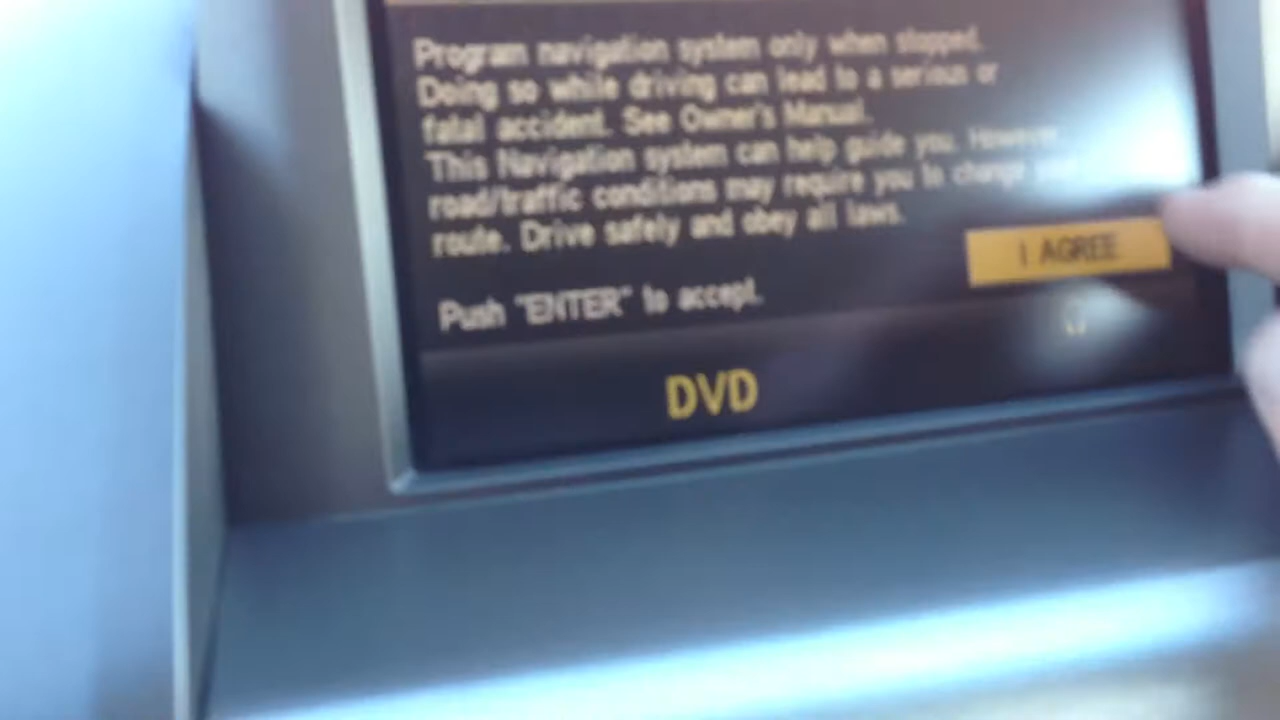 Program navigation system only when stopped.
Doing so while driving can lead to a serious or
fatal accident. See Owner's Manual.
This Navigation system can help guide you. However,
road/traffic conditions may require you to change your
route. Drive safely and obey all laws.
I AGREE
Push "ENTER" to accept.
DVD